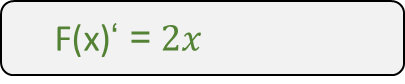 F(x)‘ = 2𝑥